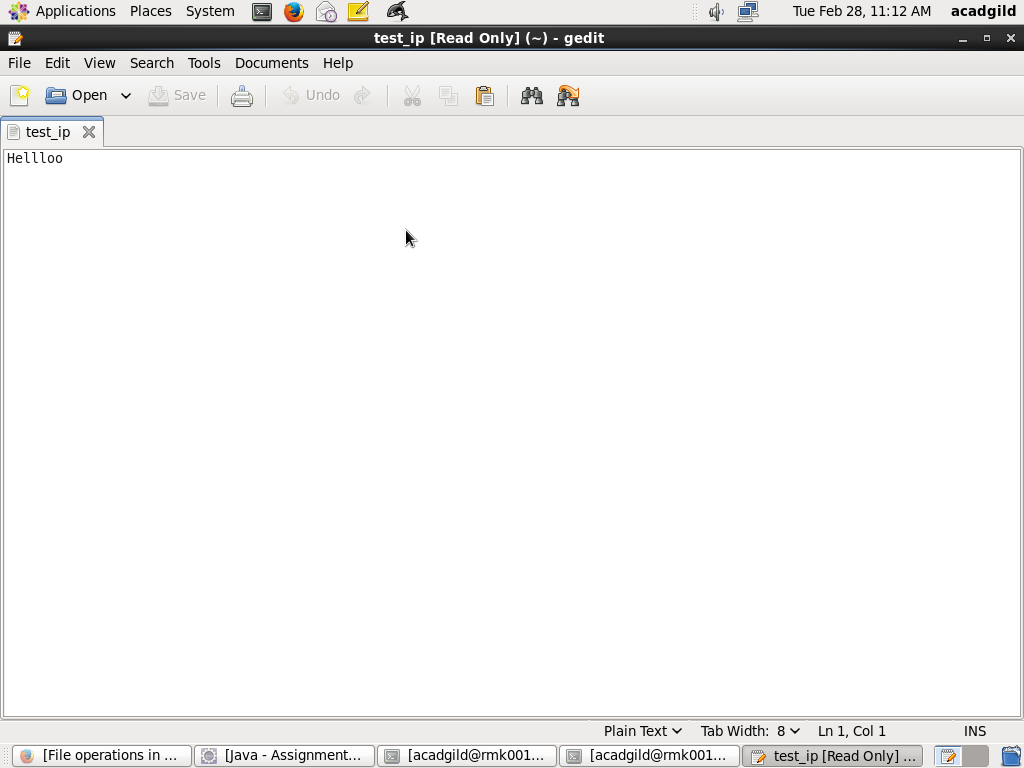 Applications Places System Tue Feb 28, 11:12 AM acadgild
test_ip [Read Only] (~) - gedit
File Edit View Search Tools Documents Help
Open Save Undo
test_ip
Hellloo
Plain Text Tab Width: 8 Ln 1, Col 1 INS
[File operations in ... [Java - Assignment... [acadgild@rmk001... [acadgild@rmk001... test_ip [Read Only] ...